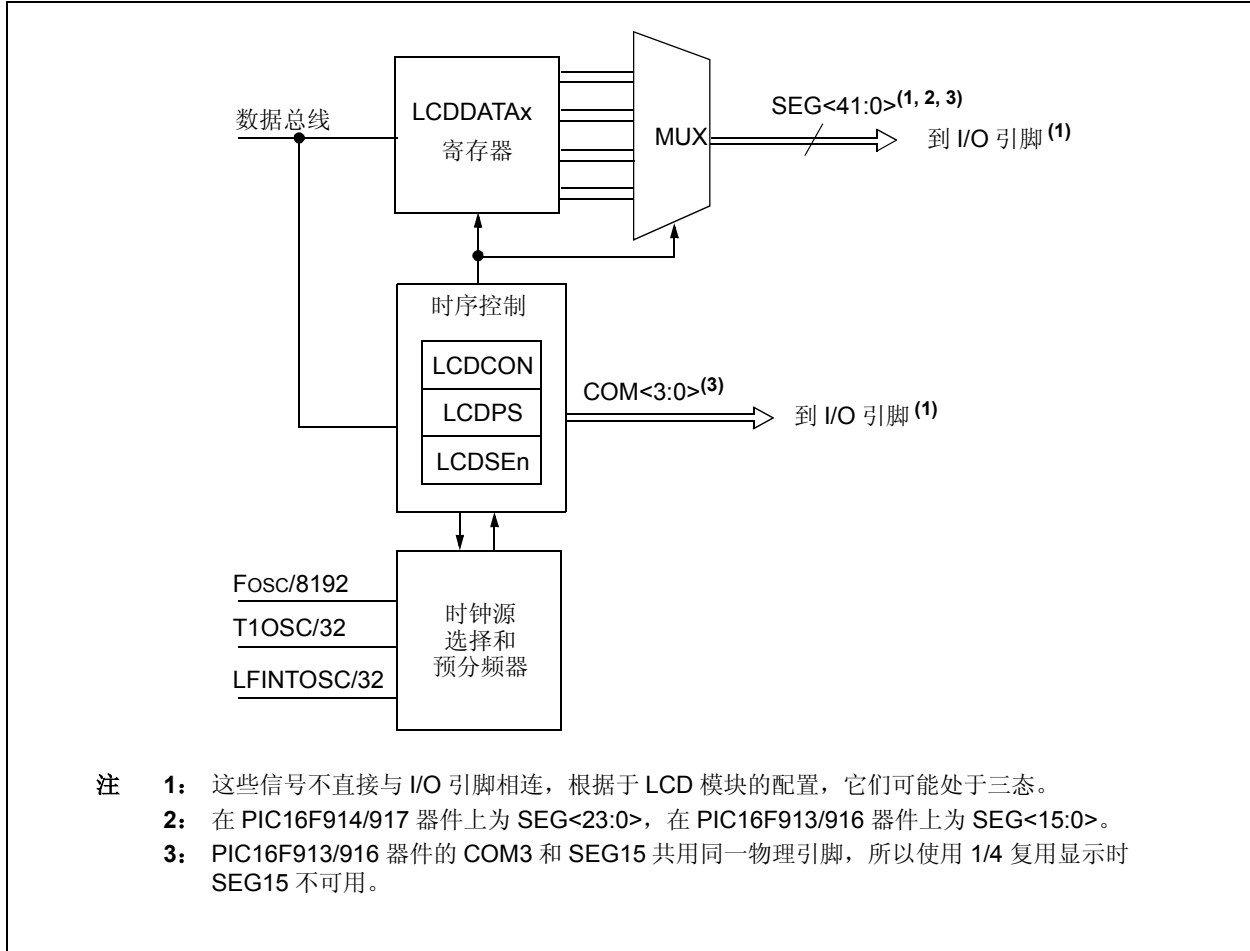 数据总线
LCDDATAx
寄存器
MUX
SEG<41:0>(1, 2, 3)
到 I/O 引脚 (1)
时序控制
LCDCON
LCDPS
LCDSEn
COM<3:0>(3)
到 I/O 引脚 (1)
FOSC/8192
T1OSC/32
LFINTOSC/32
时钟源
选择和
预分频器
注 1： 这些信号不直接与 I/O 引脚相连，根据于 LCD 模块的配置，它们可能处于三态。
2： 在 PIC16F914/917 器件上为 SEG<23:0>，在 PIC16F913/916 器件上为 SEG<15:0>。
3： PIC16F913/916 器件的 COM3 和 SEG15 共用同一物理引脚，所以使用 1/4 复用显示时
SEG15 不可用。